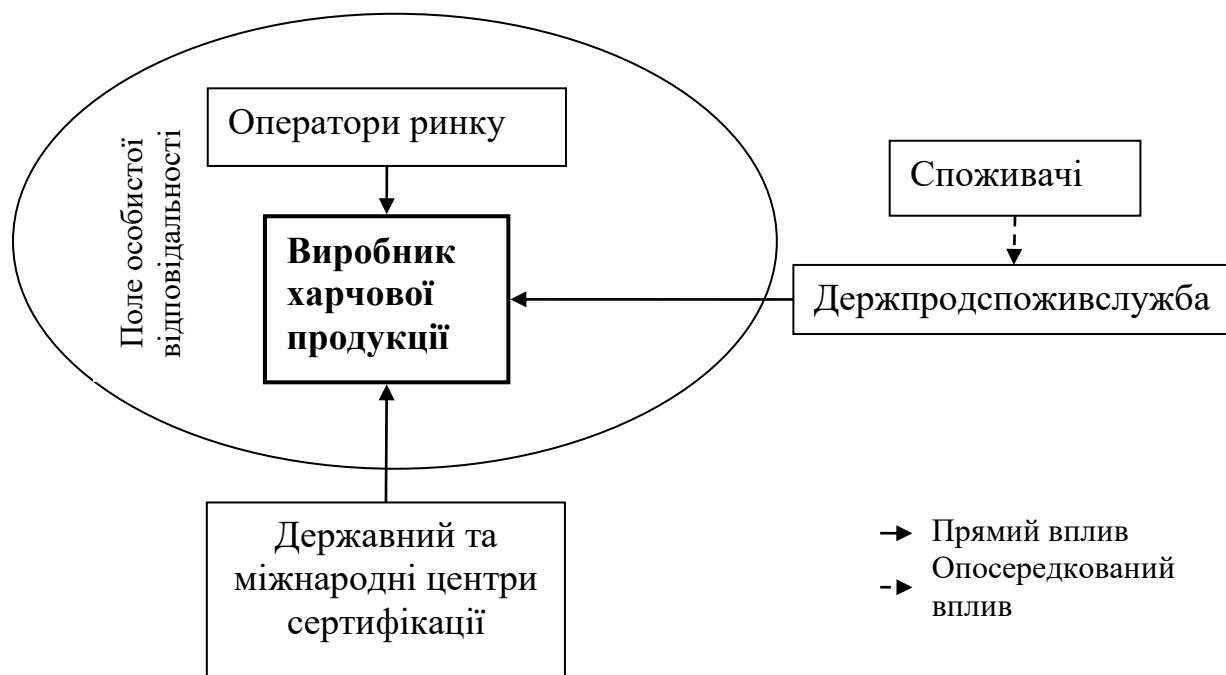 Поле особистої
відповідальності
Оператори ринку
Виробник
харчової
продукції
Споживачі
Держпродспоживслужба
Державний та
міжнародні центри
сертифікації
Прямий вплив
Опосередкований
вплив